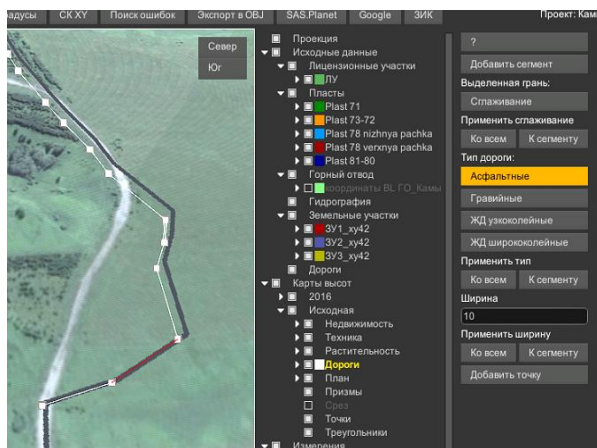 радусы СК XY Поиск ошибок Экспорт в OBJ SAS.Planet Google ЗИК Проект: Кам
Север
Юг
Проекция
Исходные данные
Лицензионные участки
ЛУ
Пласты
Plast 71
Plast 73-72
Plast 78 nizhnya pachka
Plast 78 verxnya pachka
Plast 81-80
Горный отвод
координаты BL ГО_Камы
Гидрография
Земельные участки
ЗУ1_xy42
ЗУ2_xy42
ЗУ3_xy42
Дороги
Карты высот
2016
Исходная
Недвижимость
Техника
Растительность
Дороги
План
Призмы
Срез
Точки
Треугольники
Измерения
?
Добавить сегмент
Выделенная грань:
Сглаживание
Применить сглаживание
Ко всем К сегменту
Тип дороги:
Асфальтные
Гравийные
ЖД узкоколейные
ЖД ширококолейные
Применить тип
Ко всем К сегменту
Ширина
10
Применить ширину
Ко всем К сегменту
Добавить точку